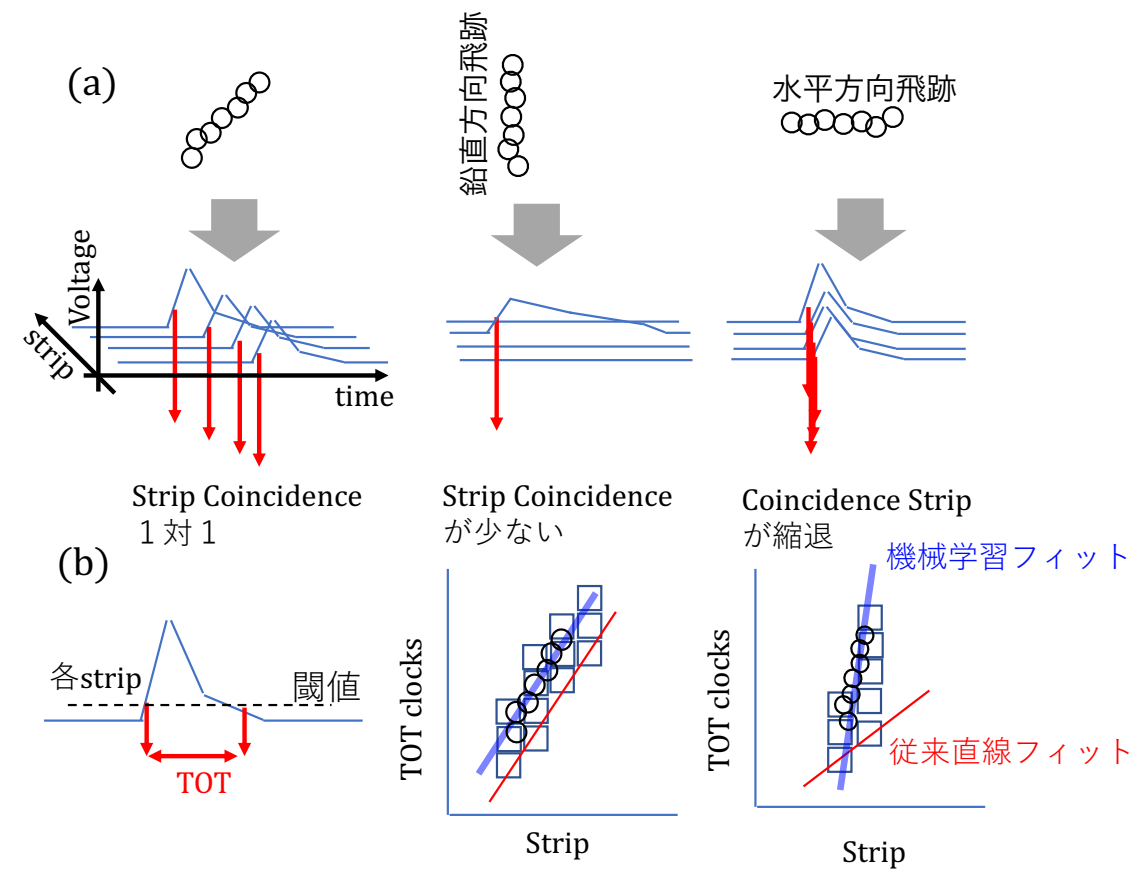 (a)
鉛直方向飛跡
水平方向飛跡
Voltage
strip
time
Strip Coincidence
１対１
Strip Coincidence
が少ない
Coincidence Strip
が縮退
(b)
各strip
閾値
TOT
TOT clocks
Strip
機械学習フィット
TOT clocks
従来直線フィット
Strip